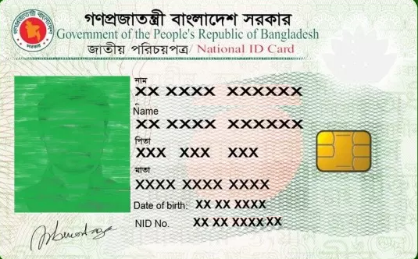 গণপ্রজাতন্ত্রী বাংলাদেশ সরকার
Government of the People's Republic of Bangladesh
জাতীয় পরিচয়পত্র / National ID Card
নাম
XX XXXX XXXXXX
Name
XX XXXX XXXXXX
পিতা
XXX XXX XXX
মাতা
XXXX XXXX XXXX
Date of birth: XX XX XXXX
NID No. XX XX XXXXXX